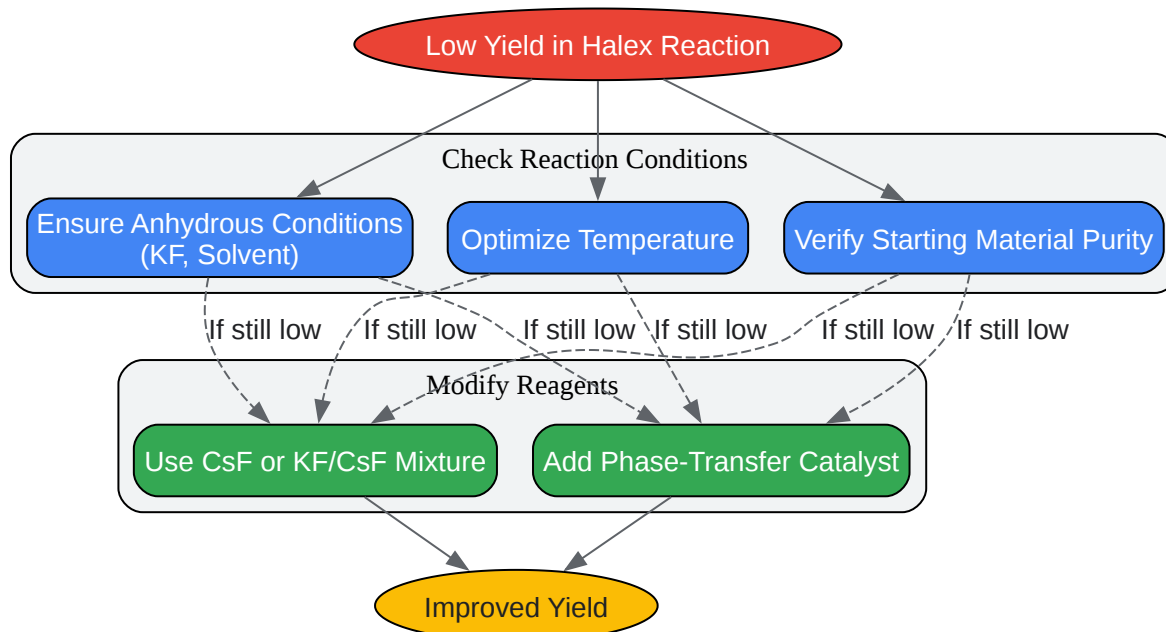 Low Yield in Halex Reaction
Check Reaction Conditions
Ensure Anhydrous Conditions
(KF, Solvent)
Optimize Temperature
Verify Starting Material Purity
If still low
If still low
If still low
If still low
If still low
If still low
Modify Reagents
Use CsF or KF/CsF Mixture
Add Phase-Transfer Catalyst
Improved Yield